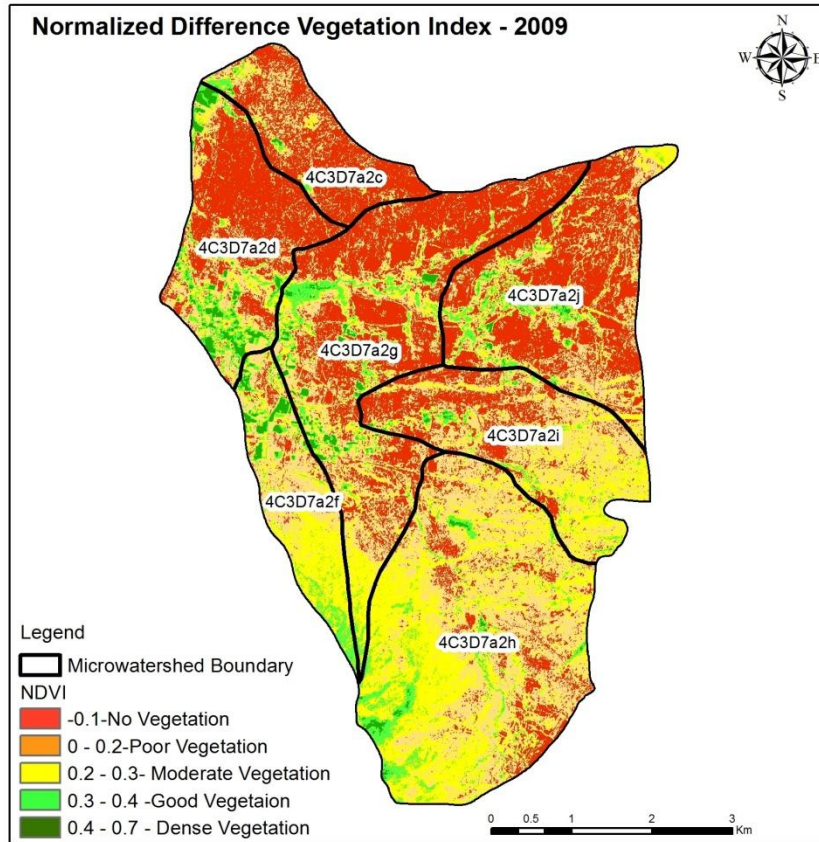 Normalized Difference Vegetation Index - 2009
N
W E
S
4C3D7a2c
4C3D7a2d
4C3D7a2j
4C3D7a2g
4C3D7a2i
4C3D7a2f
4C3D7a2h
Legend
Microwatershed Boundary
NDVI
-0.1-No Vegetation
0 - 0.2-Poor Vegetation
0.2 - 0.3- Moderate Vegetation
0.3 - 0.4 -Good Vegetaion
0.4 - 0.7 - Dense Vegetation
0 0.5 1 2 3
Km